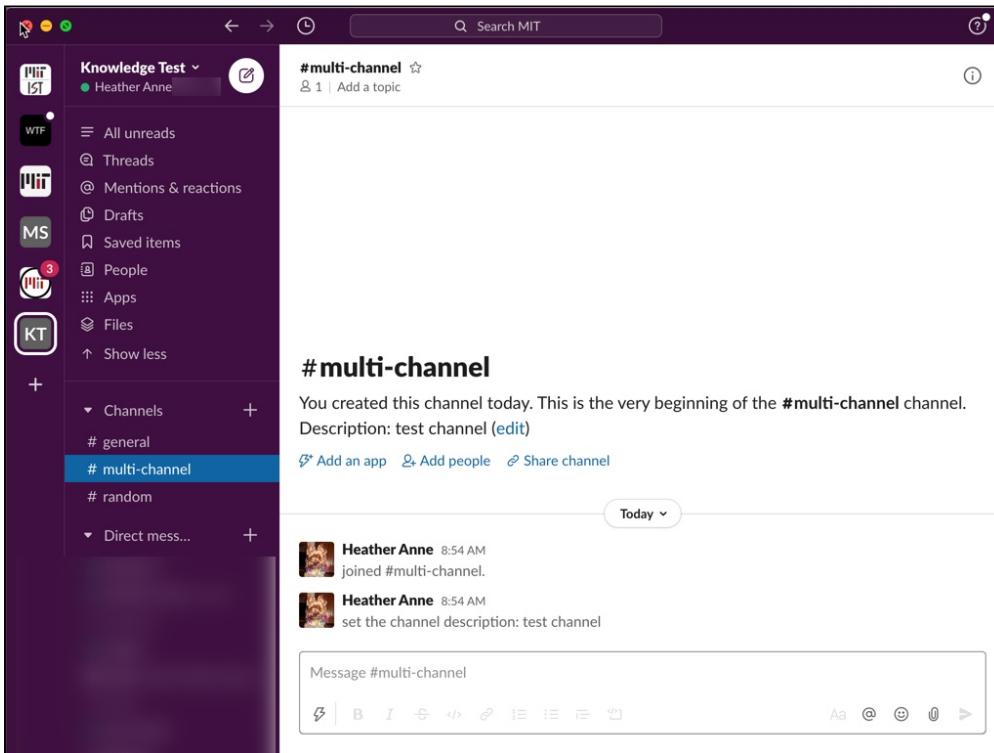 Search MIT
MIT
IST
WTF
MIT
MS
3
MIT
KT
Knowledge Test
Heather Anne
All unreads
Threads
Mentions & reactions
Drafts
Saved items
People
Apps
Files
Show less
Channels
# general
# multi-channel
# random
Direct mess...
#multi-channel
1 | Add a topic
#multi-channel
You created this channel today. This is the very beginning of the #multi-channel channel.
Description: test channel (edit)
Add an app Add people Share channel
Today
Heather Anne 8:54 AM
joined #multi-channel.
Heather Anne 8:54 AM
set the channel description: test channel
Message #multi-channel
B I S </> Aa @